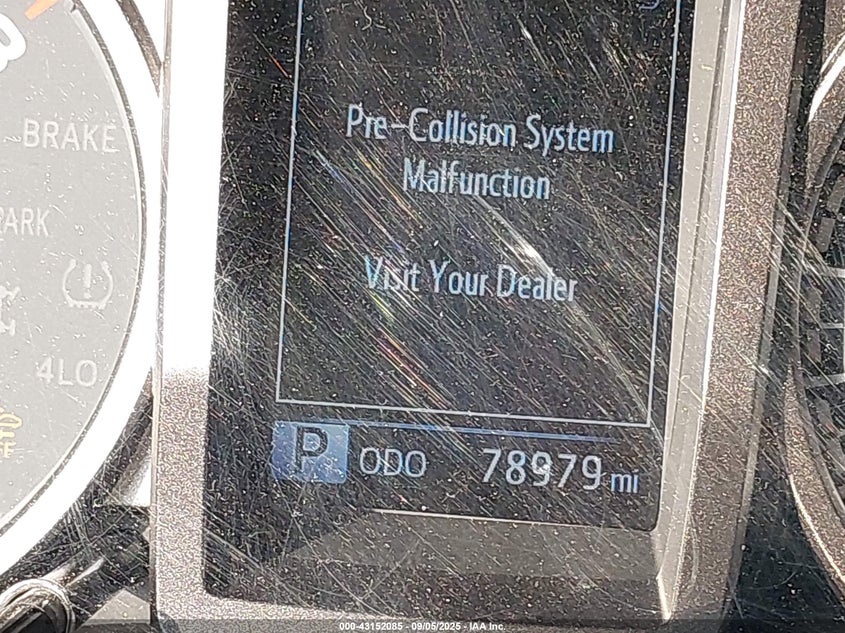 BRAKE
PARK
4LO
Pre-Collision System
Malfunction
Visit Your Dealer
P ODO 78979 mi
000-43152085 - 09/05/2025 - IAA Inc.